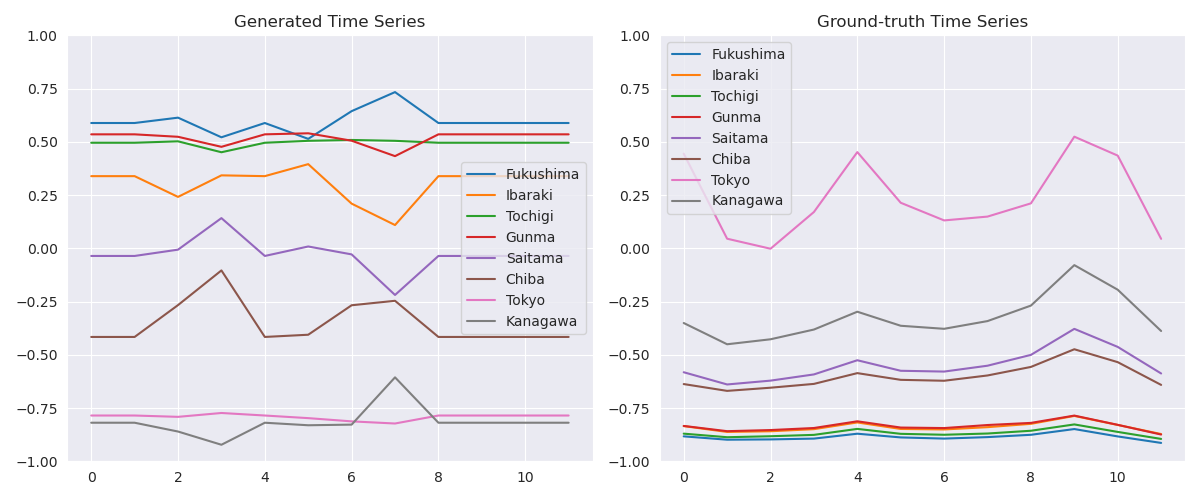 Generated Time Series
1.00
0.75
0.50
0.25
0.00
−0.25
−0.50
−0.75
−1.00
0 2 4 6 8 10
Fukushima
Ibaraki
Tochigi
Gunma
Saitama
Chiba
Tokyo
Kanagawa
Ground-truth Time Series
1.00
0.75
0.50
0.25
0.00
−0.25
−0.50
−0.75
−1.00
0 2 4 6 8 10
Fukushima
Ibaraki
Tochigi
Gunma
Saitama
Chiba
Tokyo
Kanagawa